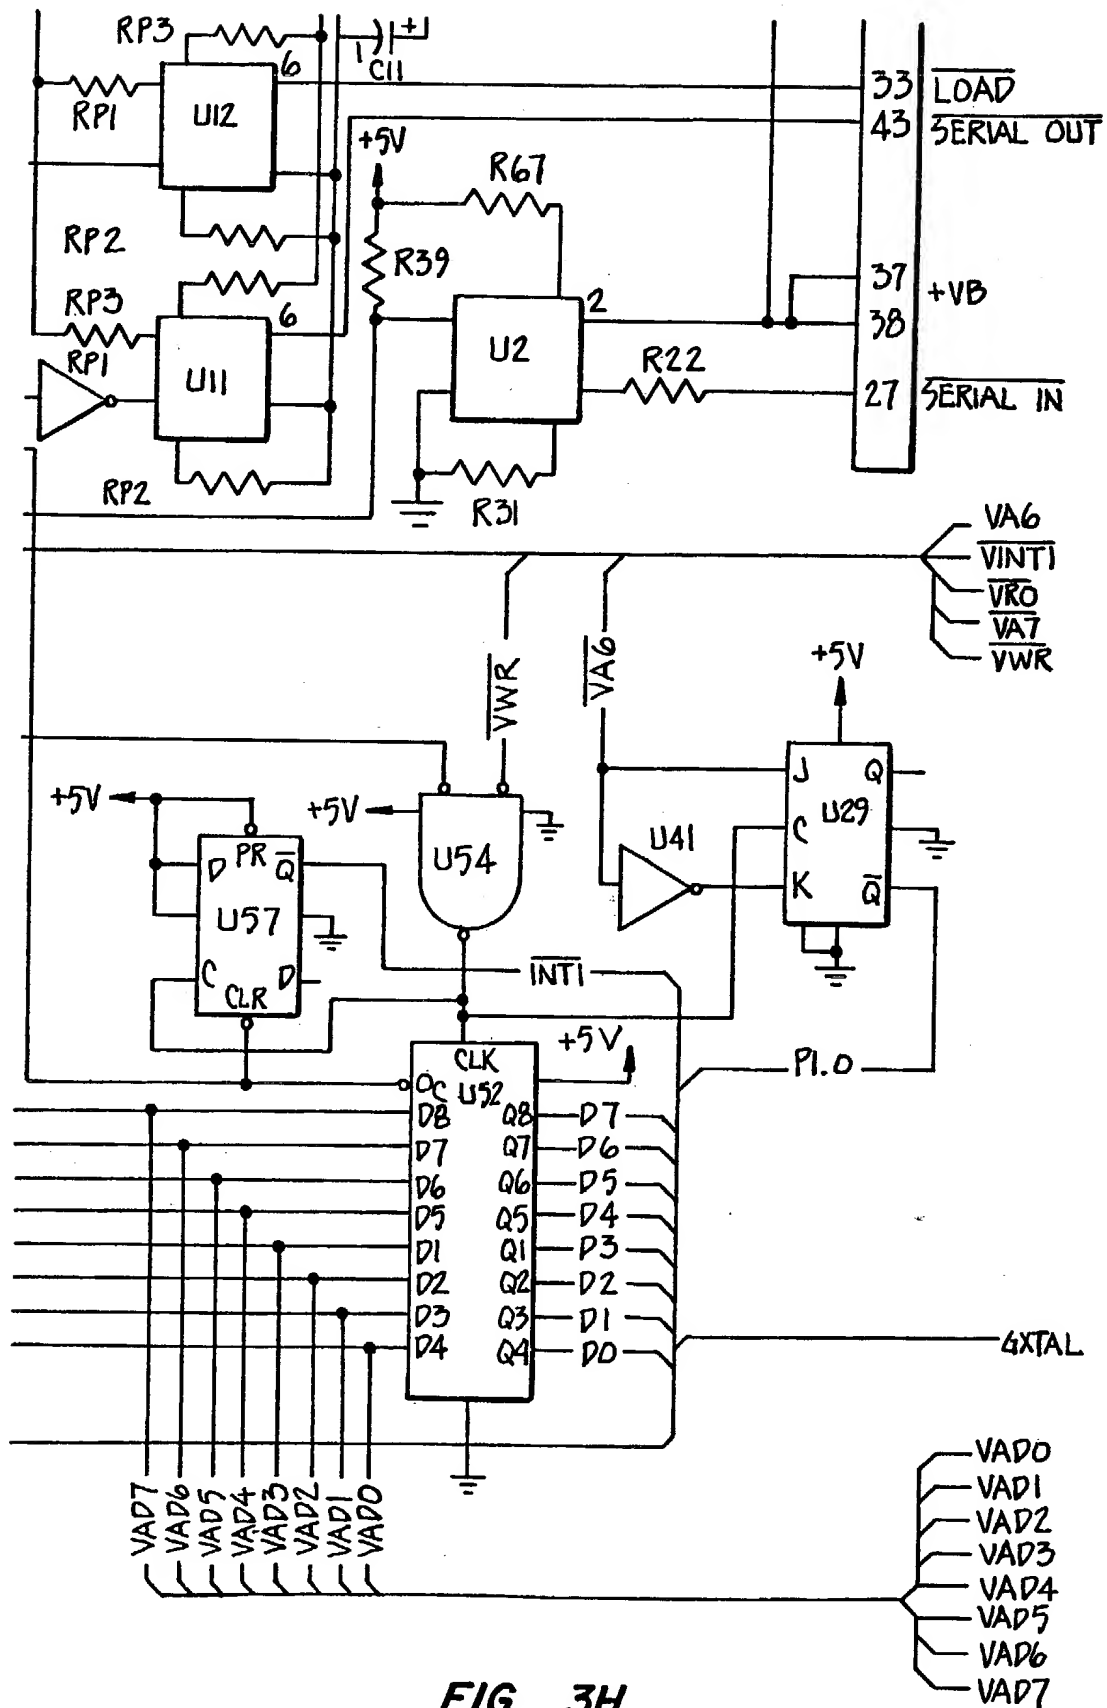 RP3
1
+
C11
6
RP1
U12
33 LOAD
43 SERIAL OUT
+5V
R67
RP2
R39
37
+VB
38
RP3
6
2
U2
RP1
U11
R22
27 SERIAL IN
RP2
R31
VA6
VINT1
VRO
VA7
VWR
VWR
VA6
+5V
J Q
U29
C
K Q
U41
+5V
+5V
U54
PR
D Q
U57
C D
CLR
INT1
+5V
P1.0
CLK
OC U52
D8 Q8 D7
D7 Q7 D6
D6 Q6 D5
D5 Q5 D4
D1 Q1 D3
D2 Q2 D2
D3 Q3 D1
D4 Q4 D0
GXTAL
VAD7
VAD6
VAD5
VAD4
VAD3
VAD2
VAD1
VAD0
VAD0
VAD1
VAD2
VAD3
VAD4
VAD5
VAD6
VAD7
FIG. 3H